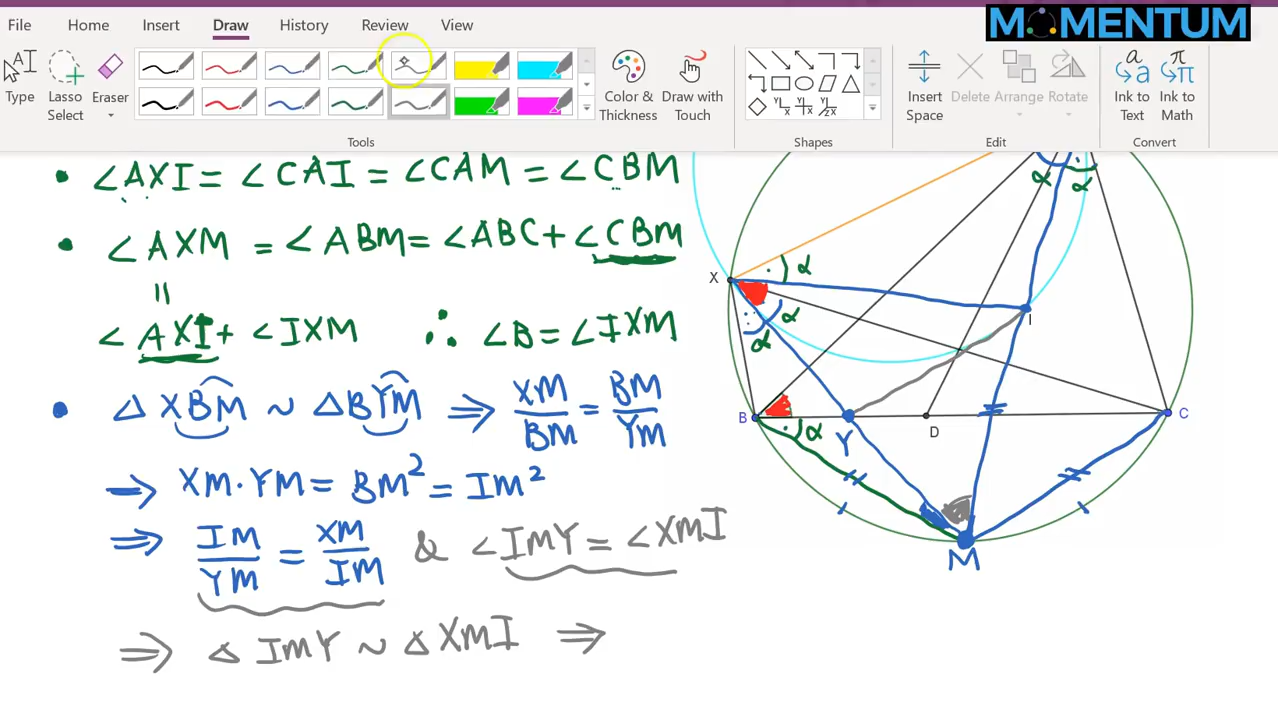 MOMENTUM
File Home Insert Draw History Review View
Type
Lasso Select
Eraser
Color & Thickness
Draw with Touch
Insert Space
Delete Arrange Rotate
Ink to Text
Ink to Math
Tools Shapes Edit Convert
• ∠AXI = ∠CAI = ∠CAM = ∠CBM
• ∠AXM = ∠ABM = ∠ABC + ∠CBM
=
∠AXI + ∠IXM ∴ ∠B = ∠IXM
• △XBM ~ △BYM ⇒ XM/BM = BM/YM
⇒ XM·YM = BM² = IM²
⇒ IM/YM = XM/IM & ∠IMY = ∠XMI
⇒ △IMY ~ △XMI ⇒
α α
X α
I
α
α
B α Y D C
M